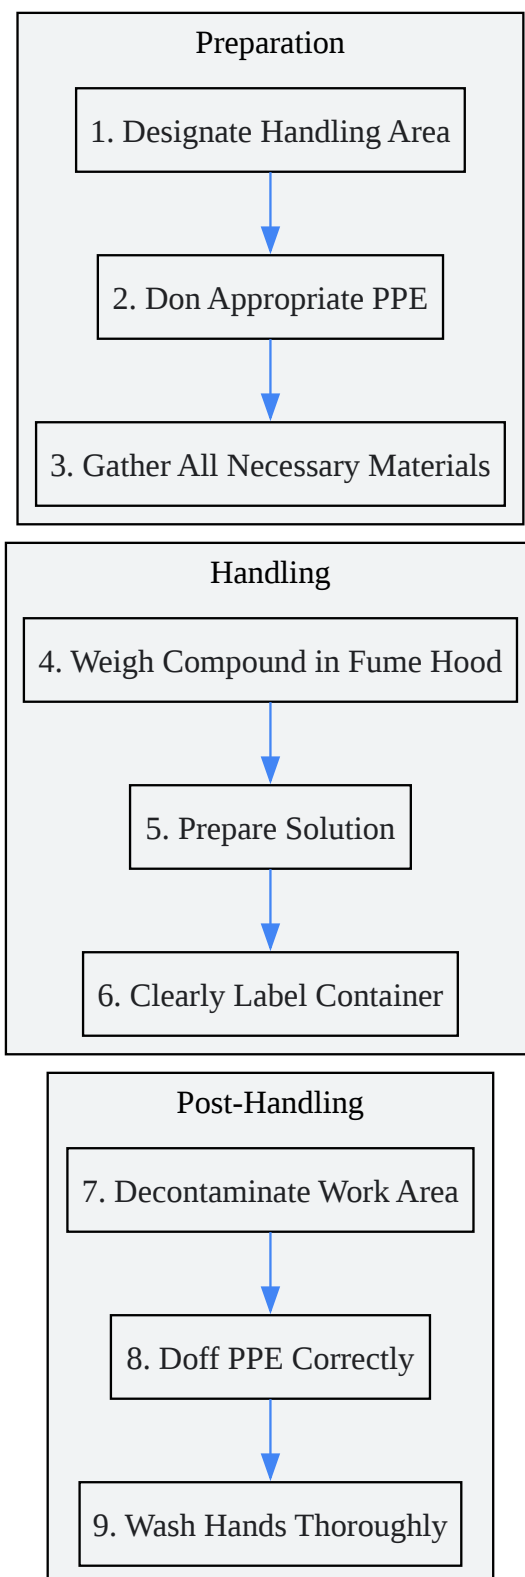 Preparation
1. Designate Handling Area
2. Don Appropriate PPE
3. Gather All Necessary Materials
Handling
4. Weigh Compound in Fume Hood
5. Prepare Solution
6. Clearly Label Container
Post-Handling
7. Decontaminate Work Area
8. Doff PPE Correctly
9. Wash Hands Thoroughly